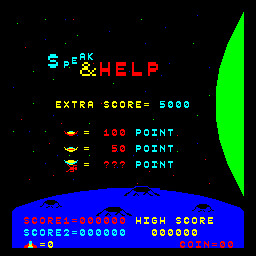 SPEAK
&HELP
EXTRA SCORE= 5000
= 100 POINT
= 50 POINT
= ??? POINT
SCORE1=000000 HIGH SCORE
SCORE2=000000 000000
=0 COIN=00